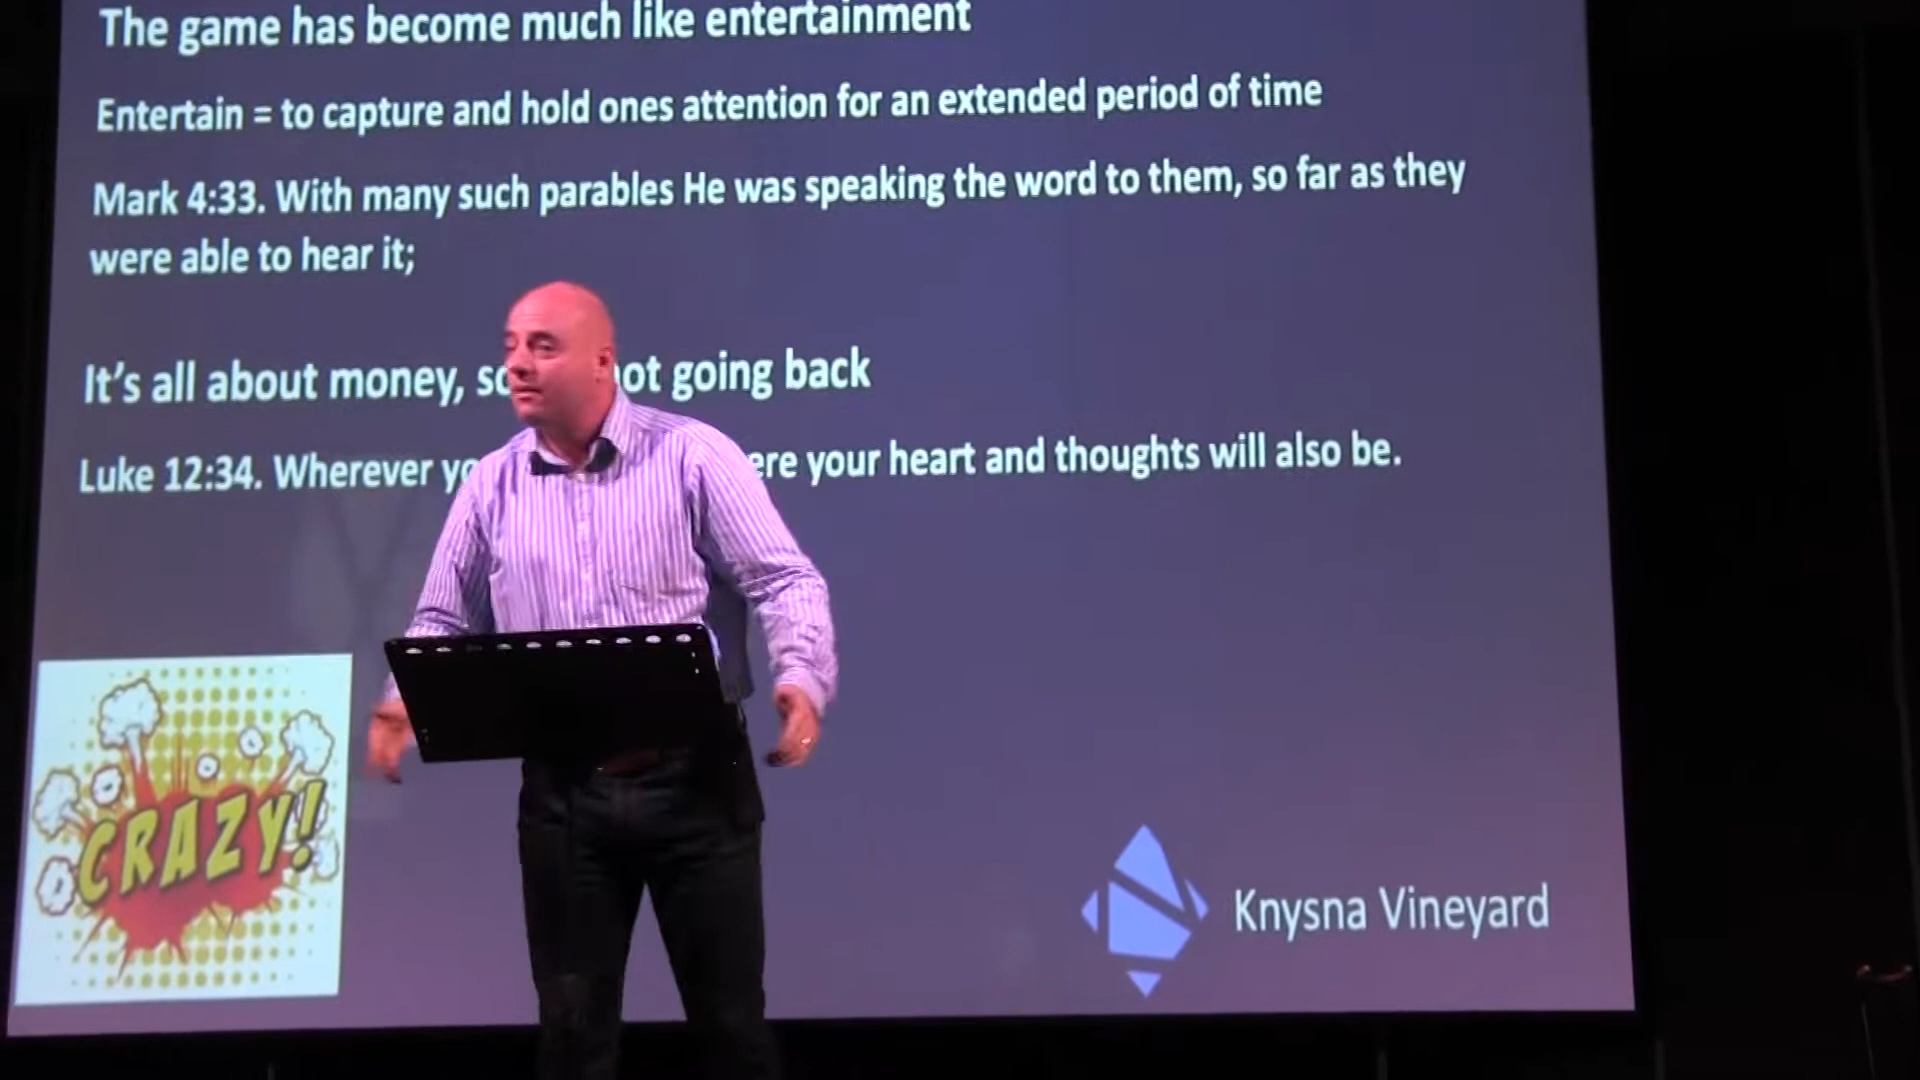 The game has become much like entertainment
Entertain = to capture and hold ones attention for an extended period of time
Mark 4:33. With many such parables He was speaking the word to them, so far as they
were able to hear it;
It's all about money, so not going back
Luke 12:34. Wherever your heart and thoughts will also be.
CRAZY!
Knysna Vineyard